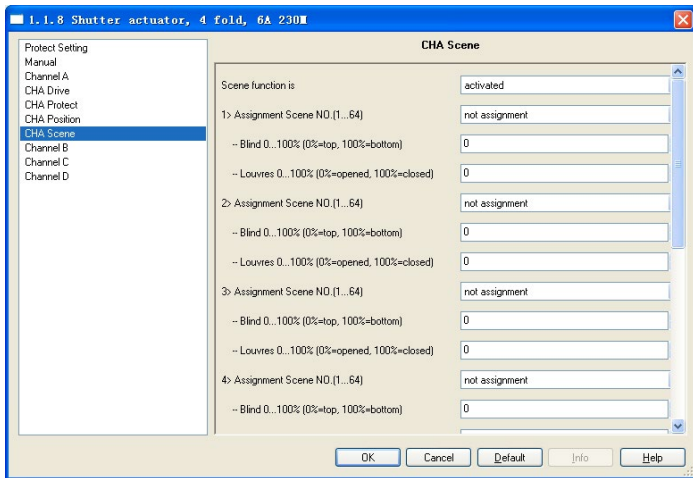 1.1.8 Shutter actuator, 4 fold, 6A 230V
CHA Scene
Protect Setting
Manual
Channel A
CHA Drive
CHA Protect
CHA Position
CHA Scene
Channel B
Channel C
Channel D
Scene function is activated
1> Assignment Scene NO.(1...64) not assignment
-- Blind 0...100% (0%=top, 100%=bottom) 0
-- Louvres 0...100% (0%=opened, 100%=closed) 0
2> Assignment Scene NO.(1...64) not assignment
-- Blind 0...100% (0%=top, 100%=bottom) 0
-- Louvres 0...100% (0%=opened, 100%=closed) 0
3> Assignment Scene NO.(1...64) not assignment
-- Blind 0...100% (0%=top, 100%=bottom) 0
-- Louvres 0...100% (0%=opened, 100%=closed) 0
4> Assignment Scene NO.(1...64) not assignment
-- Blind 0...100% (0%=top, 100%=bottom) 0
OK Cancel Default Info Help